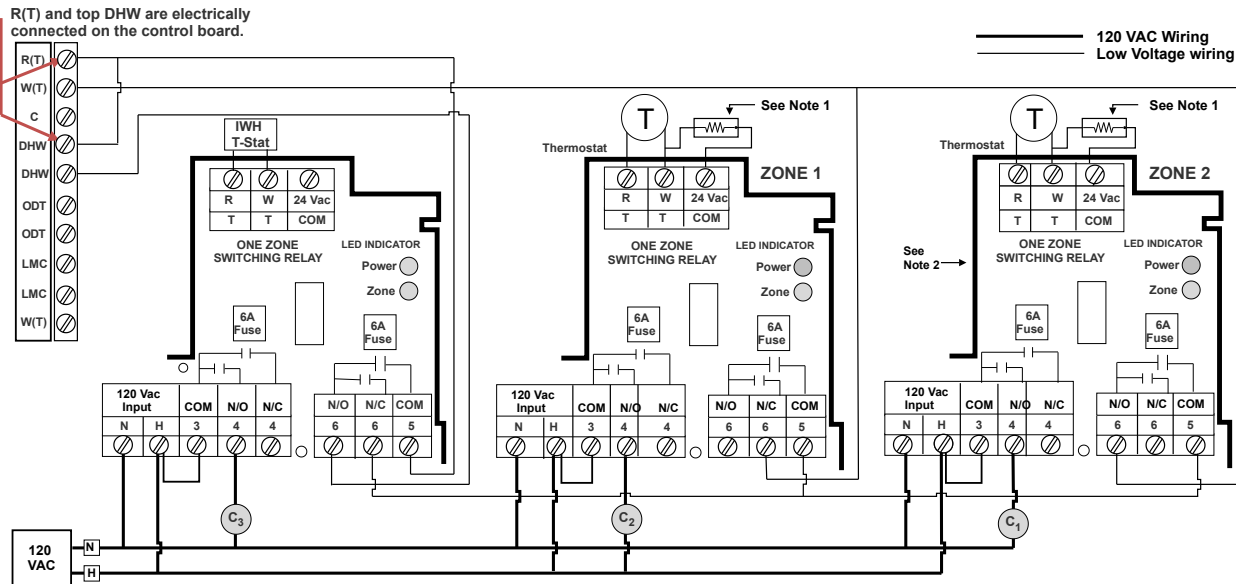 R(T) and top DHW are electrically
connected on the control board.
120 VAC Wiring
Low Voltage wiring
R(T)
W(T)
C
DHW
DHW
ODT
ODT
LMC
LMC
W(T)
IWH
T-Stat
R W 24 Vac
T T COM
ONE ZONE
SWITCHING RELAY
LED INDICATOR
Power
Zone
6A
Fuse
6A
Fuse
120 Vac
Input COM N/O N/C
N H 3 4 4
N/O N/C COM
6 6 5
C3
T
See Note 1
Thermostat
ZONE 1
R W 24 Vac
T T COM
ONE ZONE
SWITCHING RELAY
LED INDICATOR
Power
Zone
6A
Fuse
6A
Fuse
120 Vac
Input COM N/O N/C
N H 3 4 4
N/O N/C COM
6 6 5
C2
T
See Note 1
Thermostat
ZONE 2
R W 24 Vac
T T COM
See
Note 2
ONE ZONE
SWITCHING RELAY
LED INDICATOR
Power
Zone
6A
Fuse
6A
Fuse
120 Vac
Input COM N/O N/C
N H 3 4 4
N/O N/C COM
6 6 5
C1
120
VAC
N
H